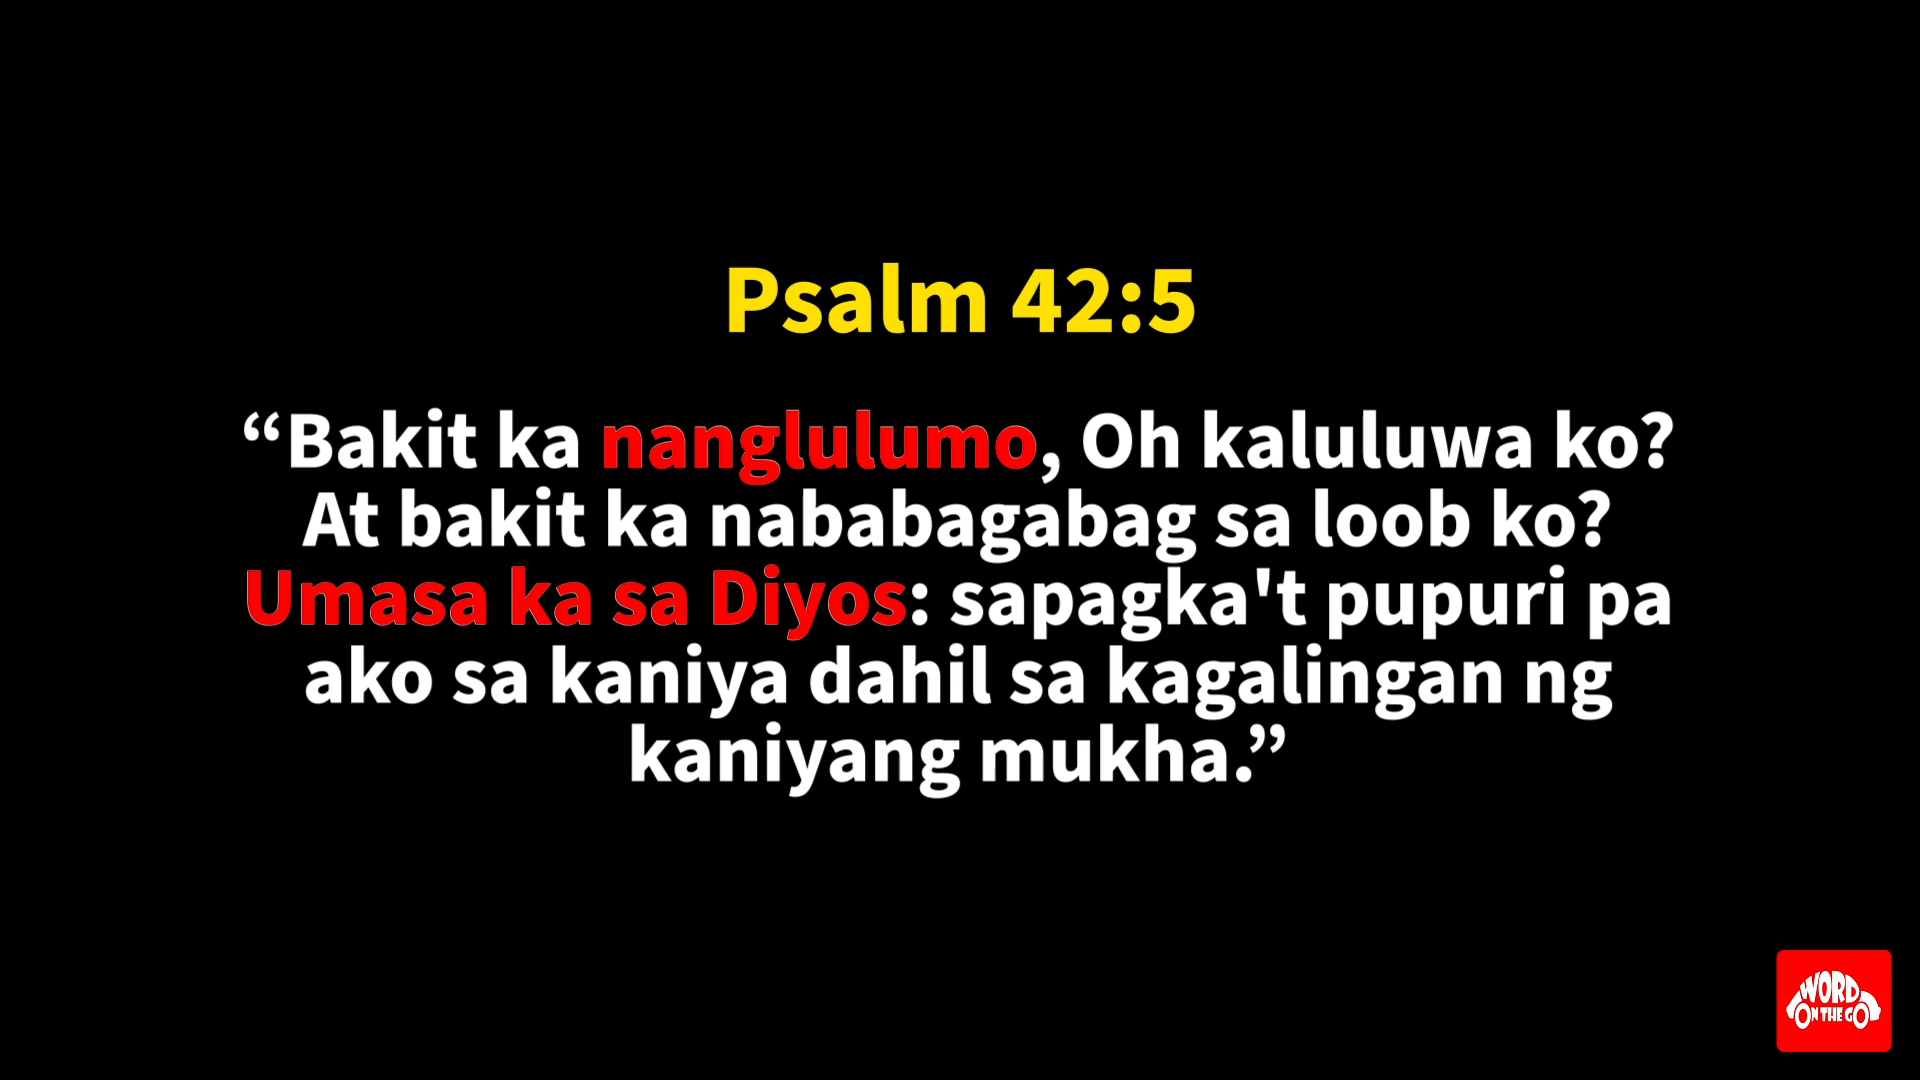 Psalm 42:5
“Bakit ka nanglulumo, Oh kaluluwa ko?
At bakit ka nababagabag sa loob ko?
Umasa ka sa Diyos: sapagka't pupuri pa
ako sa kaniya dahil sa kagalingan ng
kaniyang mukha.”
WORD
ON THE GO